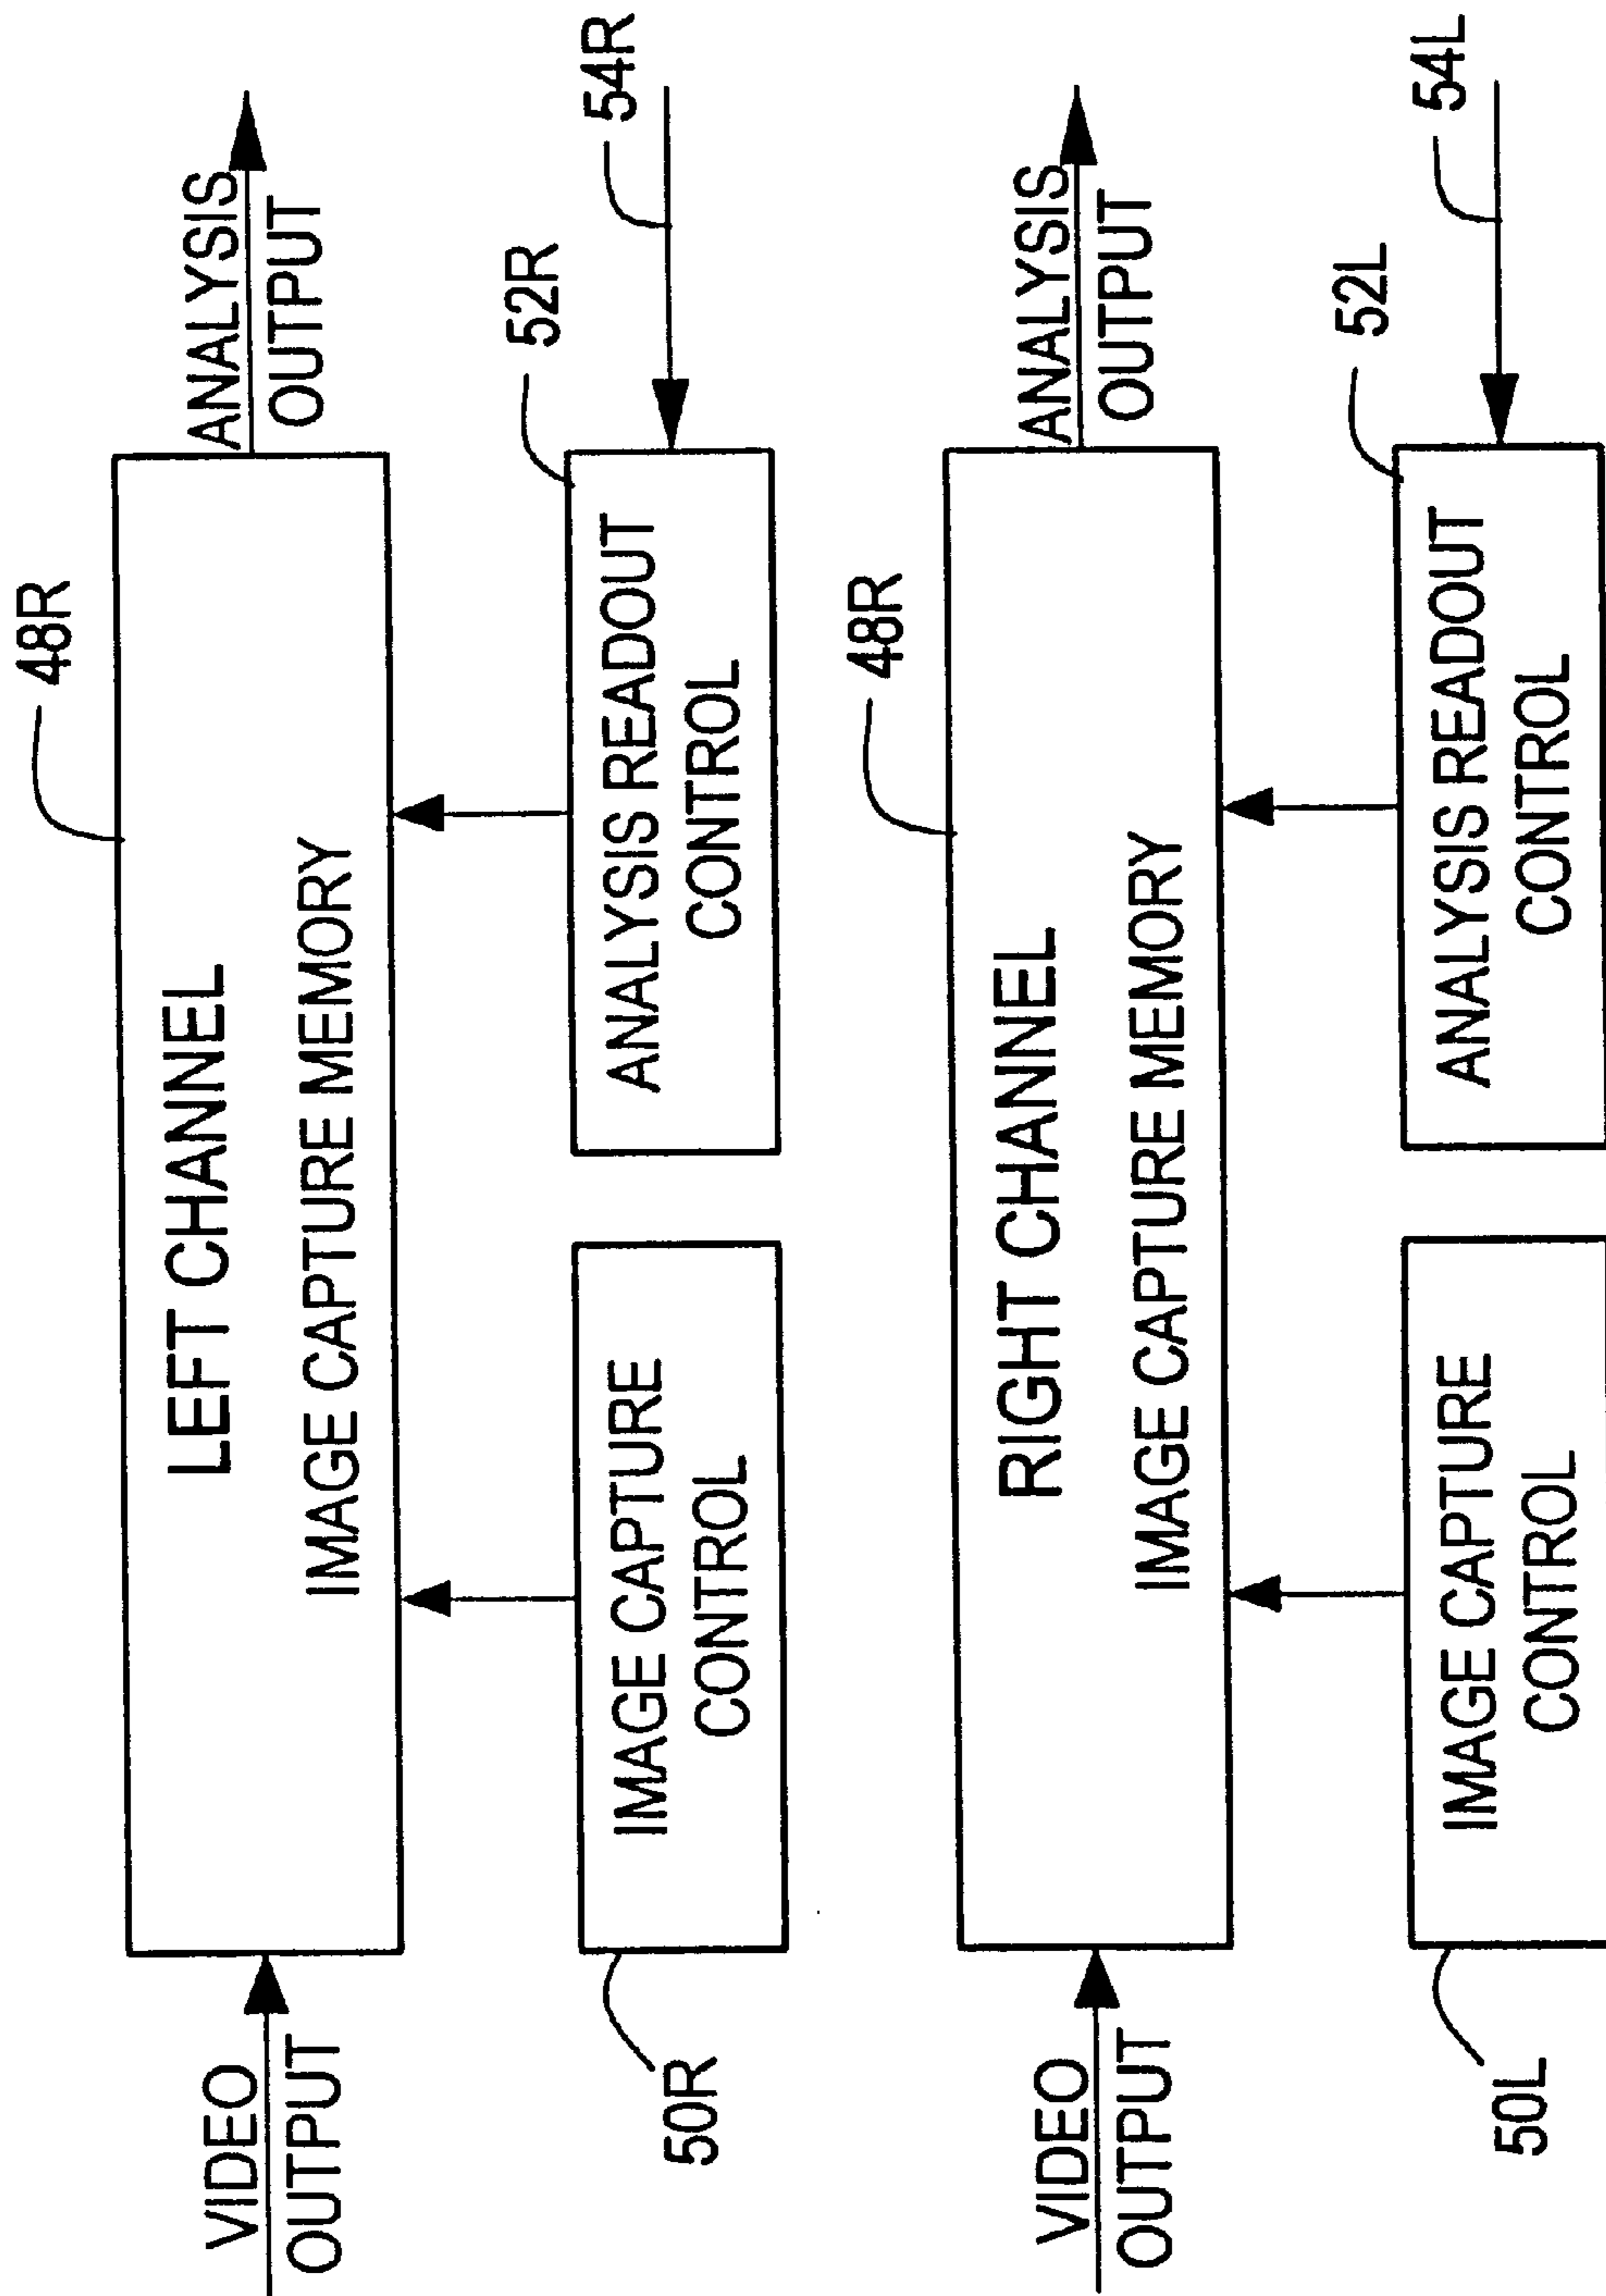 48R
LEFT CHANNEL
IMAGE CAPTURE MEMORY
VIDEO
OUTPUT
ANALYSIS
OUTPUT
50R
IMAGE CAPTURE
CONTROL
52R
ANALYSIS READOUT
CONTROL
54R
48R
RIGHT CHANNEL
IMAGE CAPTURE MEMORY
VIDEO
OUTPUT
ANALYSIS
OUTPUT
50L
IMAGE CAPTURE
CONTROL
52L
ANALYSIS READOUT
CONTROL
54L